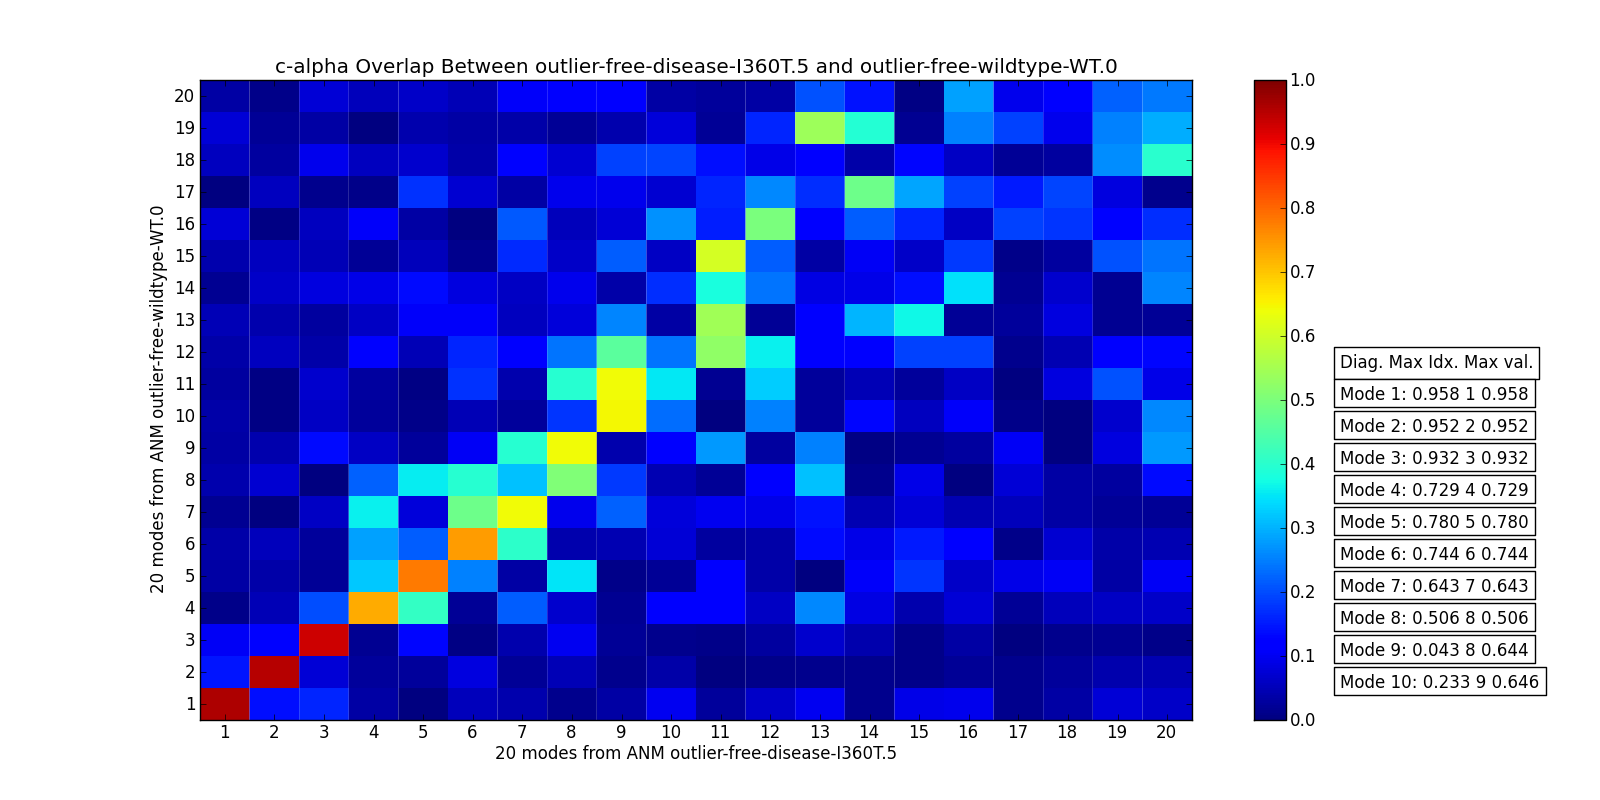 c-alpha Overlap Between outlier-free-disease-I360T.5 and outlier-free-wildtype-WT.0
20 modes from ANM outlier-free-wildtype-WT.0
20
19
18
17
16
15
14
13
12
11
10
9
8
7
6
5
4
3
2
1
1 2 3 4 5 6 7 8 9 10 11 12 13 14 15 16 17 18 19 20
20 modes from ANM outlier-free-disease-I360T.5
1.0
0.9
0.8
0.7
0.6
0.5
0.4
0.3
0.2
0.1
0.0
Diag. Max Idx. Max val.
Mode 1: 0.958 1 0.958
Mode 2: 0.952 2 0.952
Mode 3: 0.932 3 0.932
Mode 4: 0.729 4 0.729
Mode 5: 0.780 5 0.780
Mode 6: 0.744 6 0.744
Mode 7: 0.643 7 0.643
Mode 8: 0.506 8 0.506
Mode 9: 0.043 8 0.644
Mode 10: 0.233 9 0.646